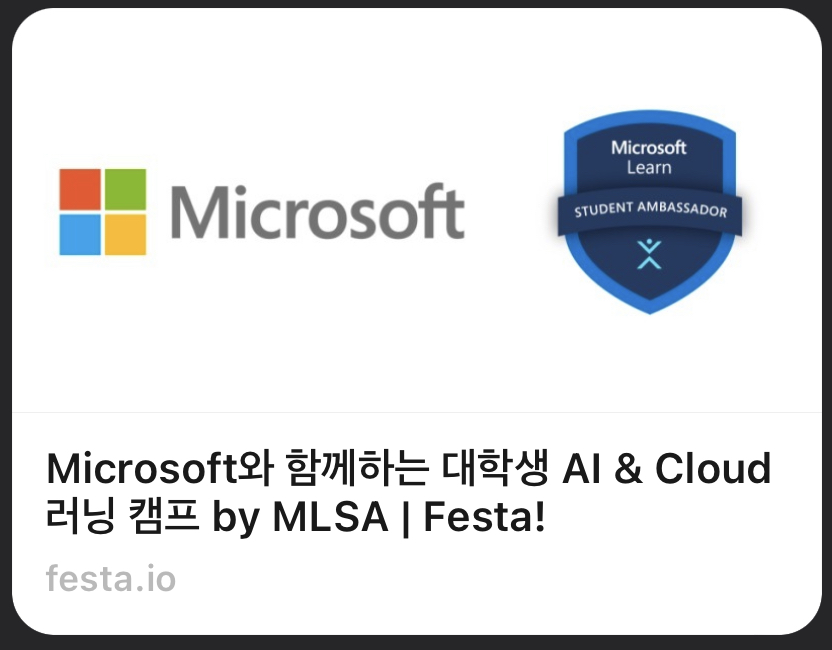 Microsoft
Microsoft
Learn
STUDENT AMBASSADOR
Microsoft와 함께하는 대학생 AI & Cloud
러닝 캠프 by MLSA | Festa!
festa.io